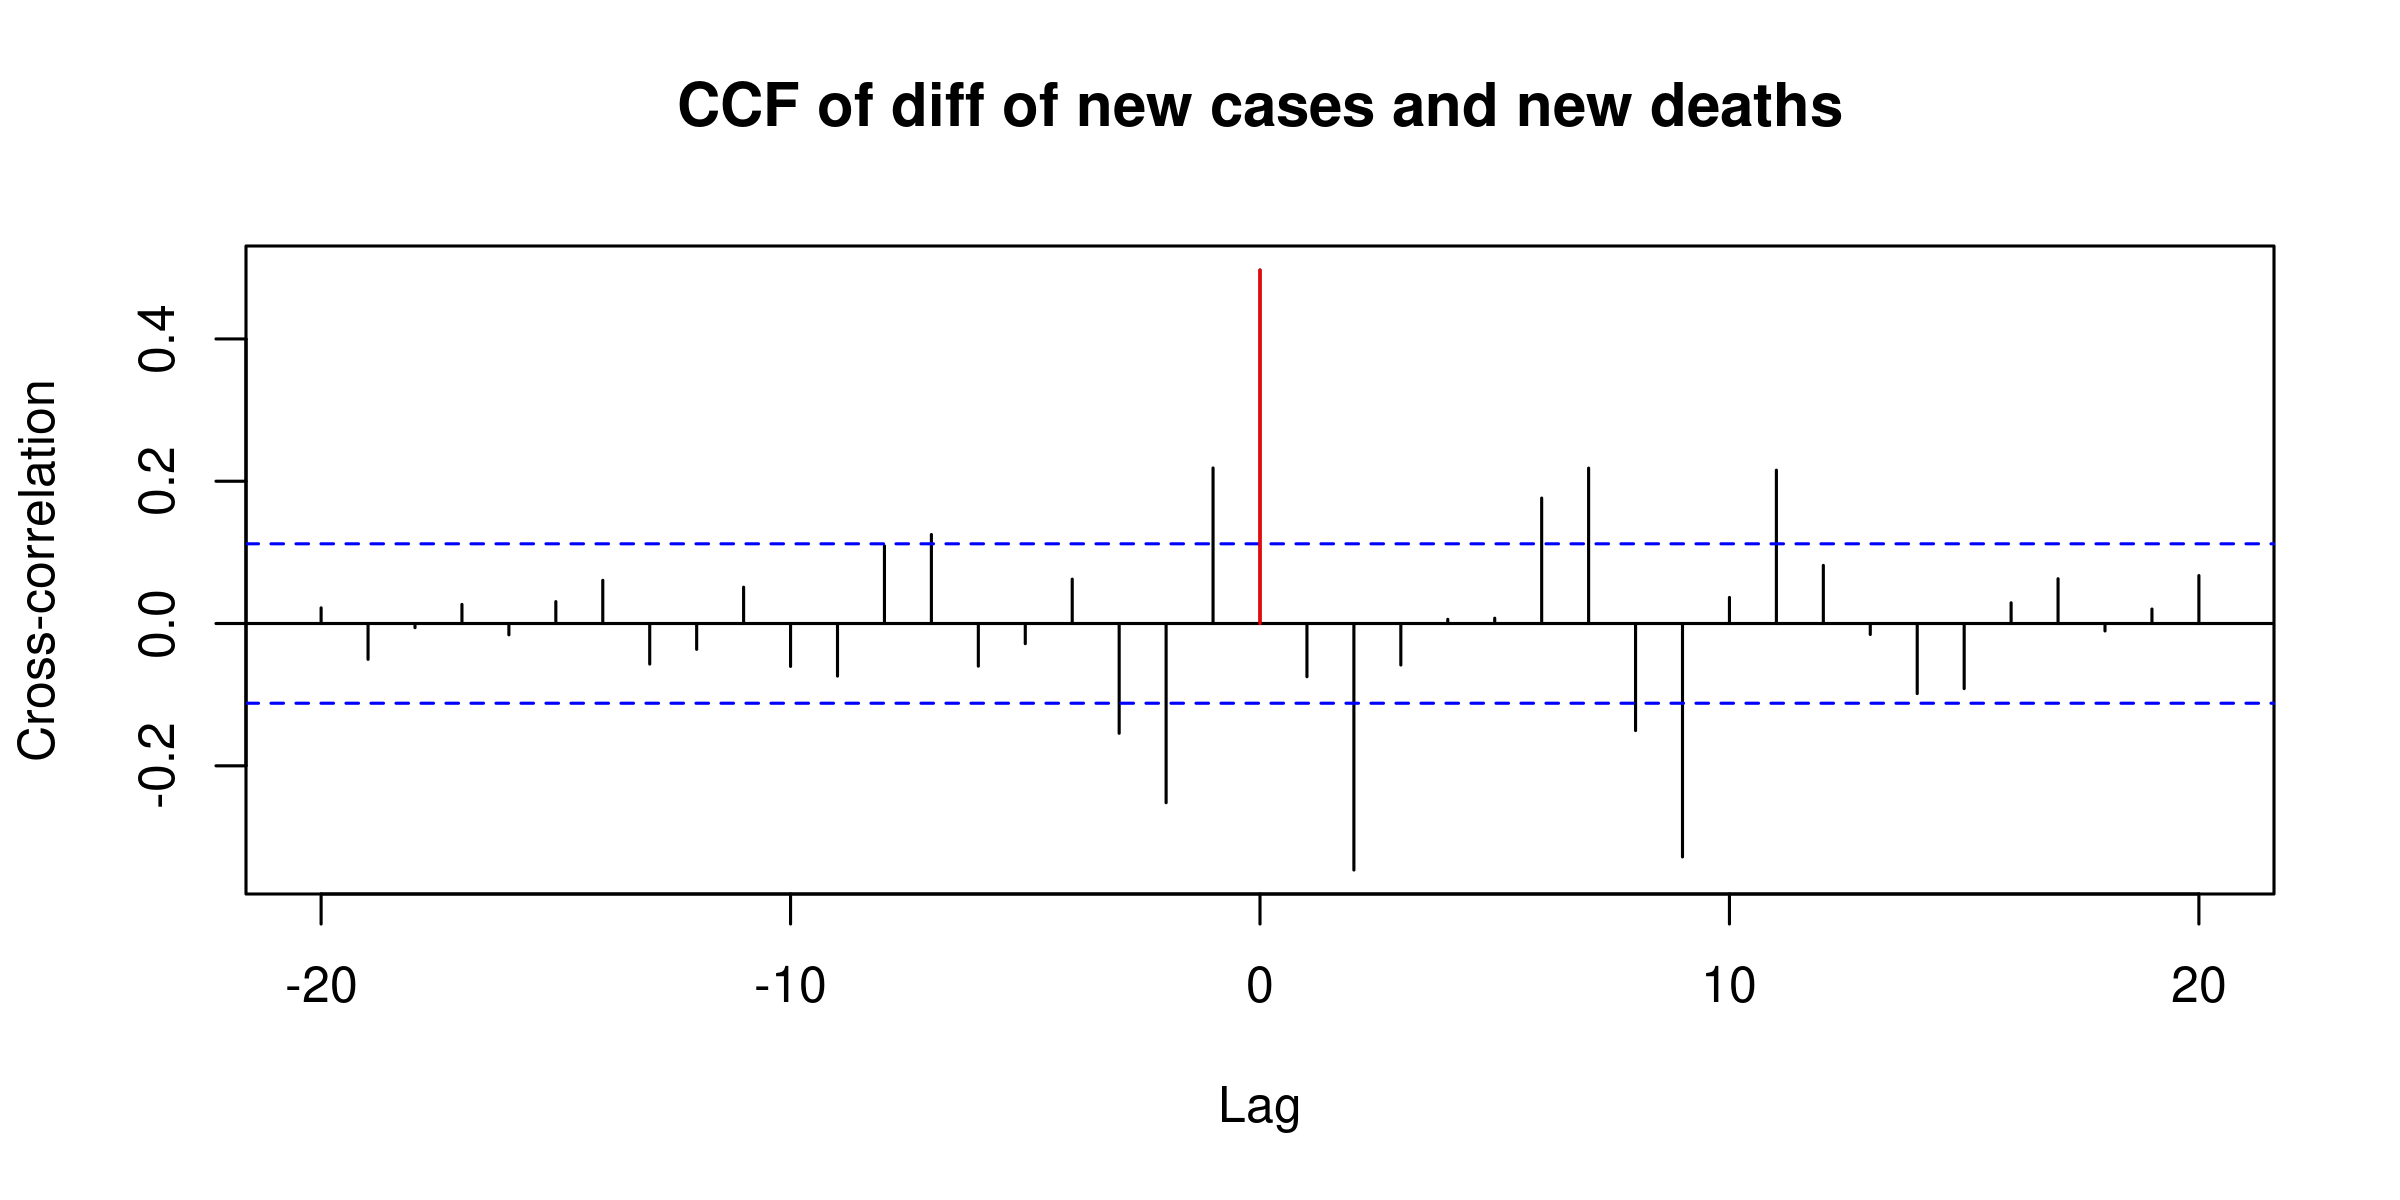 CCF of diff of new cases and new deaths
Cross-correlation
0.4
0.2
0.0
-0.2
-20 -10 0 10 20
Lag